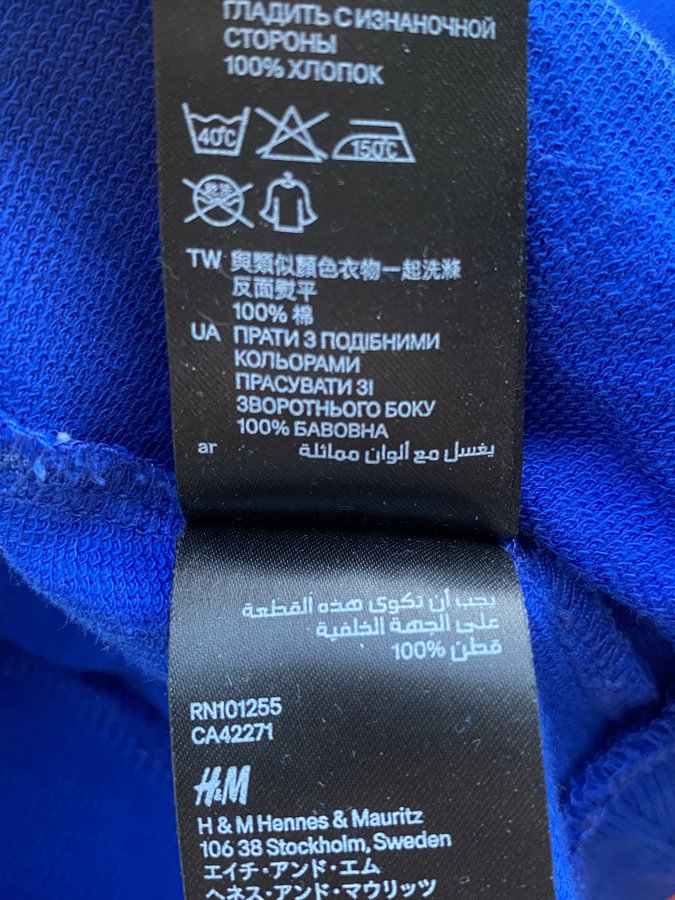 ГЛАДИТЬ С ИЗНАНОЧНОЙ
СТОРОНЫ
100% ХЛОПОК
40°C
150°C
TW 與類似顏色衣物一起洗滌
反面熨平
100% 棉
UA ПРАТИ З ПОДІБНИМИ
КОЛЬОРАМИ
ПРАСУВАТИ ЗІ
ЗВОРОТНЬОГО БОКУ
100% БАВОВНА
ar يغسل مع ألوان مماثلة
يجب أن تكوى هذه القطعة
على الجهة الخلفية
قطن %100
RN101255
CA42271
H&M
H & M Hennes & Mauritz
106 38 Stockholm, Sweden
エイチ・アンド・エム
ヘネス・アンド・マウリッツ